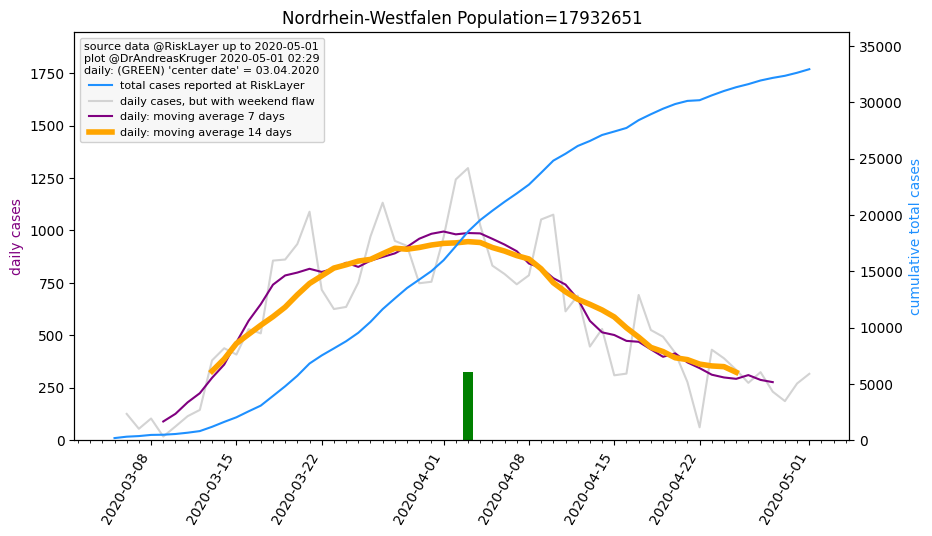 Nordrhein-Westfalen Population=17932651
source data @RiskLayer up to 2020-05-01
plot @DrAndreasKruger 2020-05-01 02:29
daily: (GREEN) 'center date' = 03.04.2020
total cases reported at RiskLayer
daily cases, but with weekend flaw
daily: moving average 7 days
daily: moving average 14 days
daily cases
1750
1500
1250
1000
750
500
250
0
35000
30000
25000
20000
15000
10000
5000
0
cumulative total cases
2020-03-08
2020-03-15
2020-03-22
2020-04-01
2020-04-08
2020-04-15
2020-04-22
2020-05-01